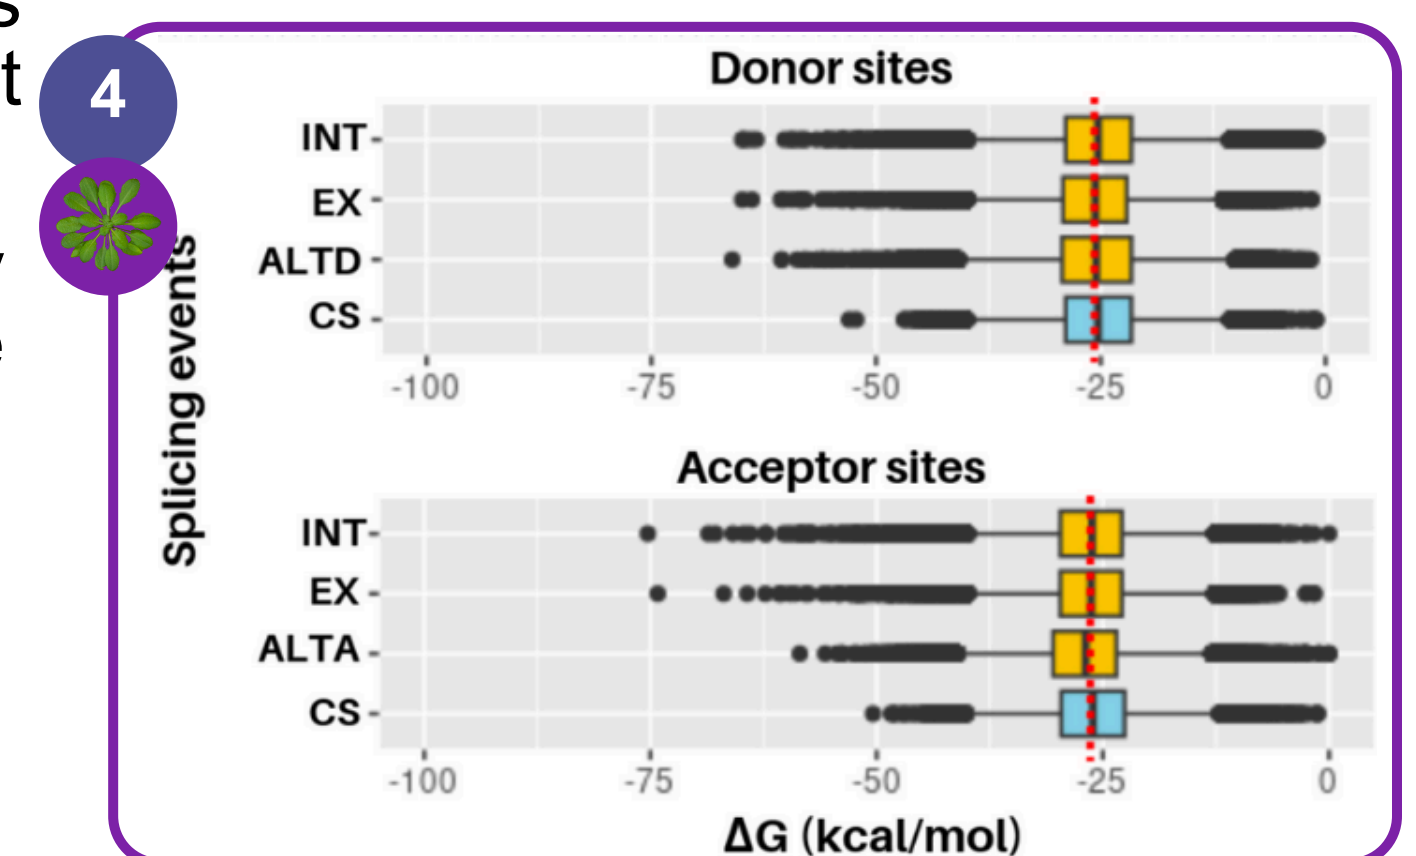 s
t
4
Donor sites
INT
EX
ALTD
CS
-100 -75 -50 -25 0
Splicing events
Acceptor sites
INT
EX
ALTA
CS
-100 -75 -50 -25 0
ΔG (kcal/mol)